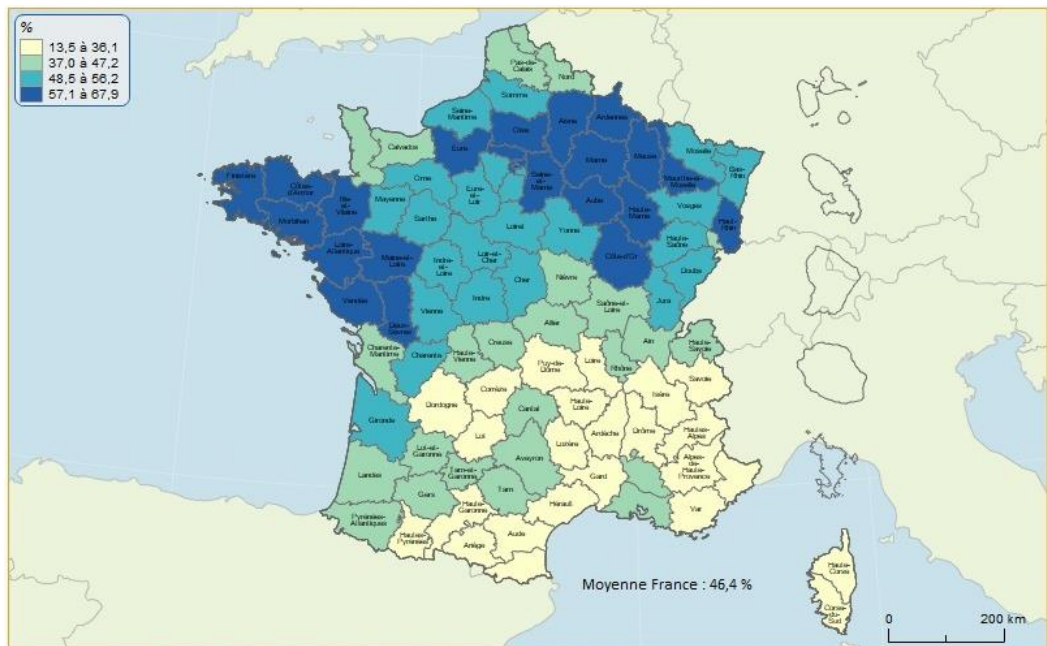 %
13,5 à 36,1
37,0 à 47,2
48,5 à 56,2
57,1 à 67,9
Pas-de-
Calais
Nord
Somme
Seine-
Maritime
Oise
Aisne
Ardennes
Eure
Calvados
Orne
Eure-
et-
Loir
Seine-
et-
Marne
Marne
Meuse
Meurthe-et-
Moselle
Moselle
Bas-
Rhin
Vosges
Haut-
Rhin
Aube
Haute-
Marne
Haute-
Saône
Finistère
Côtes-
d'Armor
Ille-
et-
Vilaine
Morbihan
Mayenne
Sarthe
Loiret
Yonne
Côte-d'Or
Doubs
Jura
Loire-
Atlantique
Maine-et-
Loire
Indre-
et-Loire
Loir-et-
Cher
Cher
Nièvre
Saône-et-
Loire
Vendée
Deux-
Sèvres
Vienne
Indre
Allier
Ain
Haute-
Savoie
Charente-
Maritime
Charente
Haute-
Vienne
Creuse
Puy-de-
Dôme
Loire
Rhône
Savoie
Isère
Dordogne
Corrèze
Cantal
Haute-
Loire
Ardèche
Drôme
Hautes-
Alpes
Gironde
Lot
Lozère
Alpes-
de-
Haute-
Provence
Lot-et-
Garonne
Tarn-et-
Garonne
Aveyron
Gard
Landes
Gers
Tarn
Hérault
Var
Haute-
Garonne
Pyrénées-
Atlantiques
Hautes-
Pyrénées
Ariège
Aude
Haute-
Corse
Corse-
du-
Sud
Moyenne France : 46,4 %
0
200 km